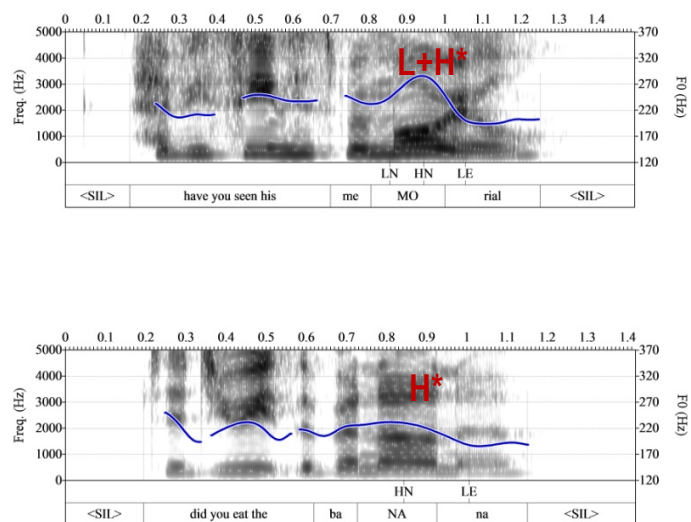 0 0.1 0.2 0.3 0.4 0.5 0.6 0.7 0.8 0.9 1 1.1 1.2 1.3 1.4
5000 370
4000 320
3000 270
2000 220
1000 170
0 120
Freq. (Hz)
F0 (Hz)
L+H*
LN HN LE
<SIL> have you seen his me MO rial <SIL>
0 0.1 0.2 0.3 0.4 0.5 0.6 0.7 0.8 0.9 1 1.1 1.2 1.3 1.4
5000 370
4000 320
3000 270
2000 220
1000 170
0 120
Freq. (Hz)
F0 (Hz)
H*
HN LE
<SIL> did you eat the ba NA na <SIL>